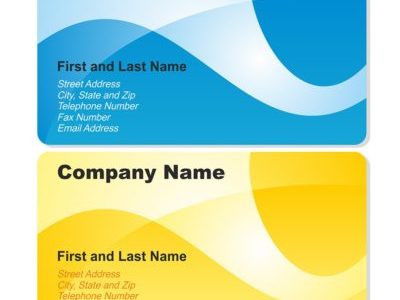 First and Last Name
Street Address
City, State and Zip
Telephone Number
Fax Number
Email Address
Company Name
First and Last Name
Street Address
City, State and Zip
Telephone Number